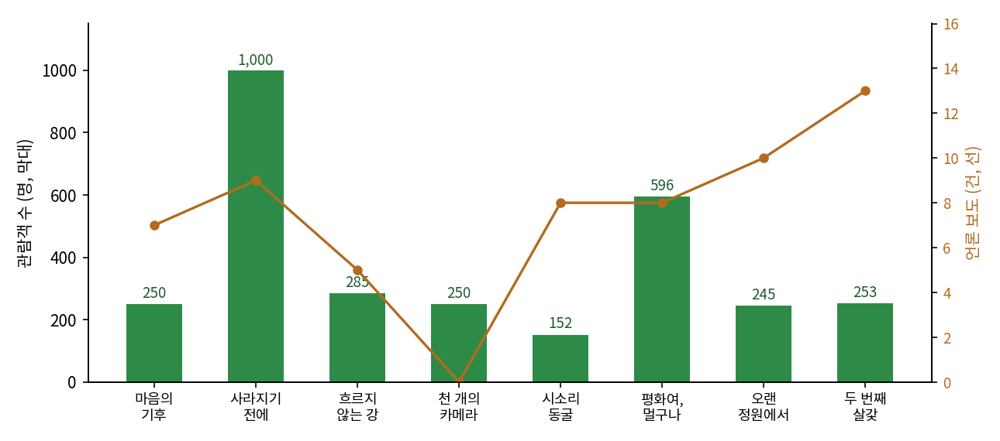 관람객 수 (명, 막대)
1000
800
600
400
200
0
1,000
250
285
250
152
596
245
253
마음의
기후
사라지기
전에
흐르지
않는 강
천 개의
카메라
시소리
동굴
평화여,
멀구나
오랜
정원에서
두 번째
살갗
16
14
12
10
8
6
4
2
0
언론 보도 (건, 선)